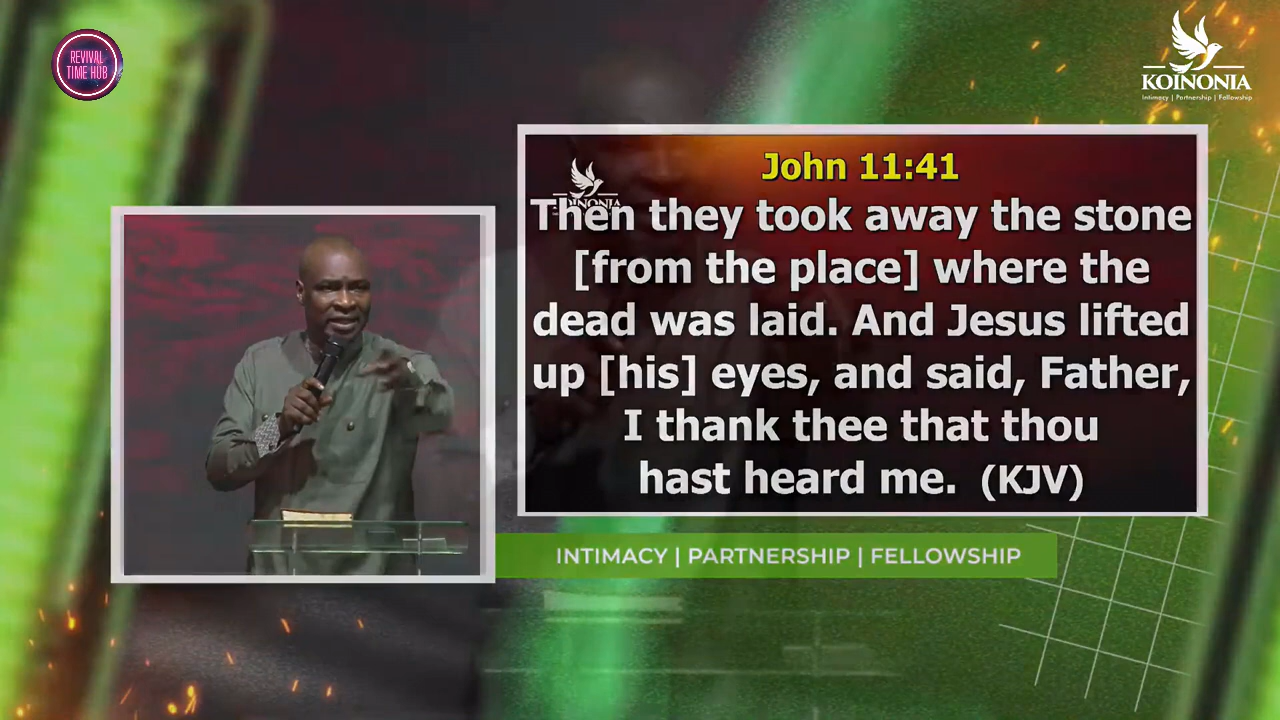 REVIVAL
TIME HUB
KOINONIA
Intimacy | Partnership | Fellowship
John 11:41
Then they took away the stone
[from the place] where the
dead was laid. And Jesus lifted
up [his] eyes, and said, Father,
I thank thee that thou
hast heard me. (KJV)
INTIMACY | PARTNERSHIP | FELLOWSHIP